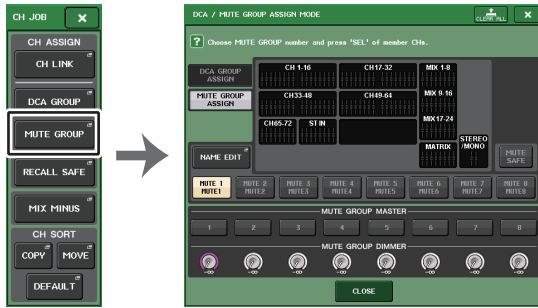 CH JOB
CH ASSIGN
CH LINK
DCA GROUP
MUTE GROUP
RECALL SAFE
MIX MINUS
CH SORT
COPY MOVE
DEFAULT
DCA / MUTE GROUP ASSIGN MODE
CLEAR ALL
? Choose MUTE GROUP number and press 'SEL' of member CHs.
DCA GROUP
ASSIGN
MUTE GROUP
ASSIGN
CH 1-16 CH17-32 MIX 1-8
CH33-48 CH49-64 MIX 9-16
CH65-72 ST IN MIX17-24
MATRIX
STEREO
/MONO
NAME EDIT
MUTE
SAFE
MUTE 1 MUTE 2 MUTE 3 MUTE 4 MUTE 5 MUTE 6 MUTE 7 MUTE 8
MUTE1 MUTE2 MUTE3 MUTE4 MUTE5 MUTE6 MUTE7 MUTE8
MUTE GROUP MASTER
1 2 3 4 5 6 7 8
MUTE GROUP DIMMER
-∞ -∞ -∞ -∞ -∞ -∞ -∞ -∞
CLOSE